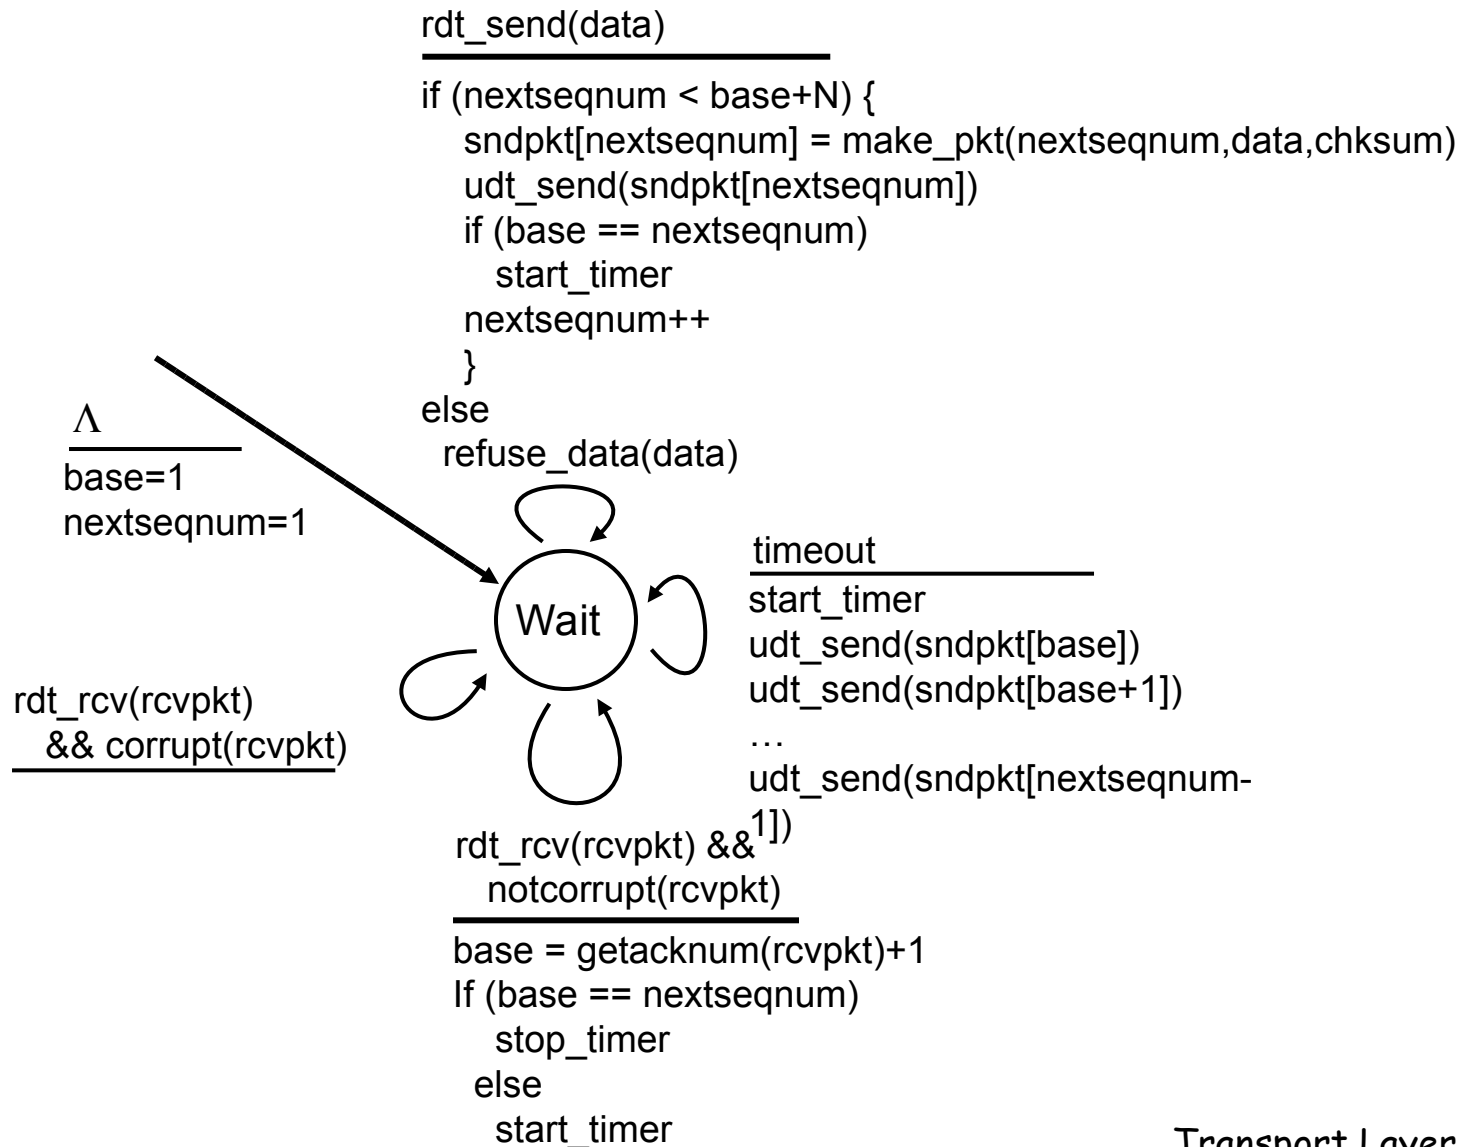 rdt_send(data)
if (nextseqnum < base+N) {
sndpkt[nextseqnum] = make_pkt(nextseqnum,data,chksum)
udt_send(sndpkt[nextseqnum])
if (base == nextseqnum)
start_timer
nextseqnum++
}
else
refuse_data(data)
Λ
base=1
nextseqnum=1
Wait
timeout
start_timer
udt_send(sndpkt[base])
udt_send(sndpkt[base+1])
…
udt_send(sndpkt[nextseqnum-
1])
rdt_rcv(rcvpkt)
&& corrupt(rcvpkt)
rdt_rcv(rcvpkt) &&
notcorrupt(rcvpkt)
base = getacknum(rcvpkt)+1
If (base == nextseqnum)
stop_timer
else
start_timer
Transport Layer